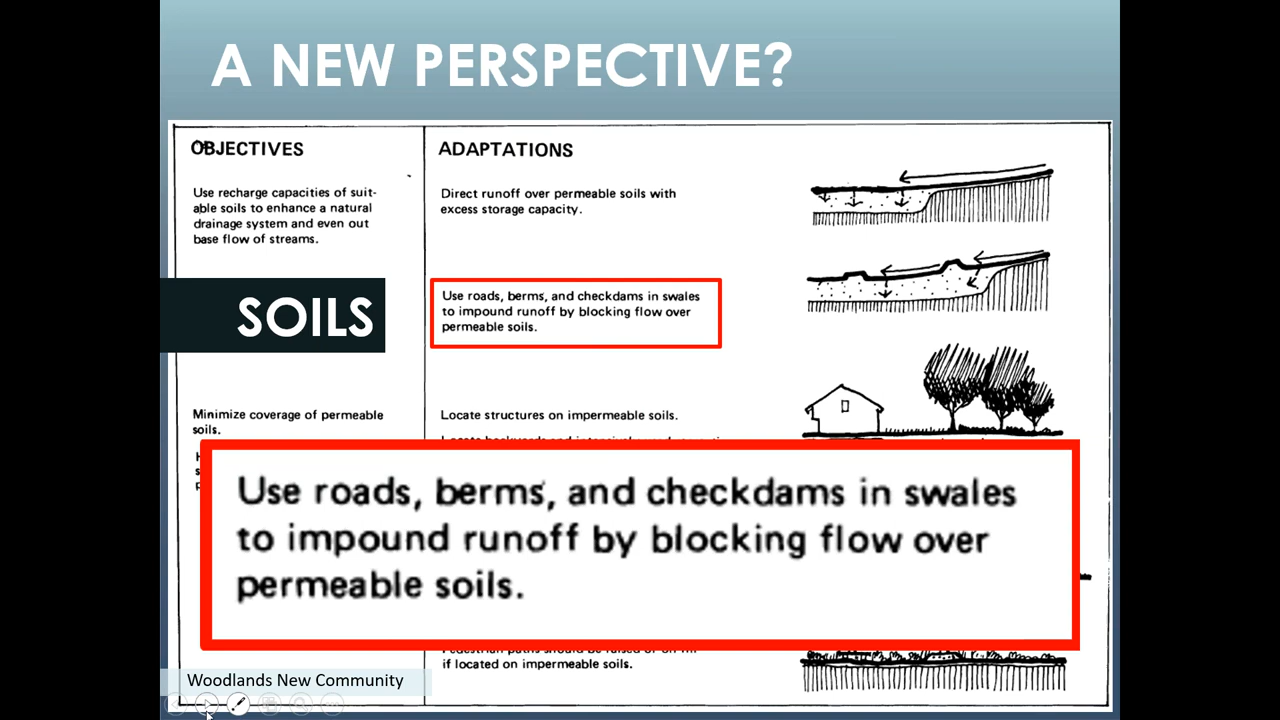 A NEW PERSPECTIVE?
OBJECTIVES
ADAPTATIONS
Use recharge capacities of suit-
able soils to enhance a natural
drainage system and even out
base flow of streams.
Direct runoff over permeable soils with
excess storage capacity.
SOILS
Use roads, berms, and checkdams in swales
to impound runoff by blocking flow over
permeable soils.
Minimize coverage of permeable
soils.
Locate structures on impermeable soils.
Use roads, berms, and checkdams in swales
to impound runoff by blocking flow over
permeable soils.
if located on impermeable soils.
Woodlands New Community